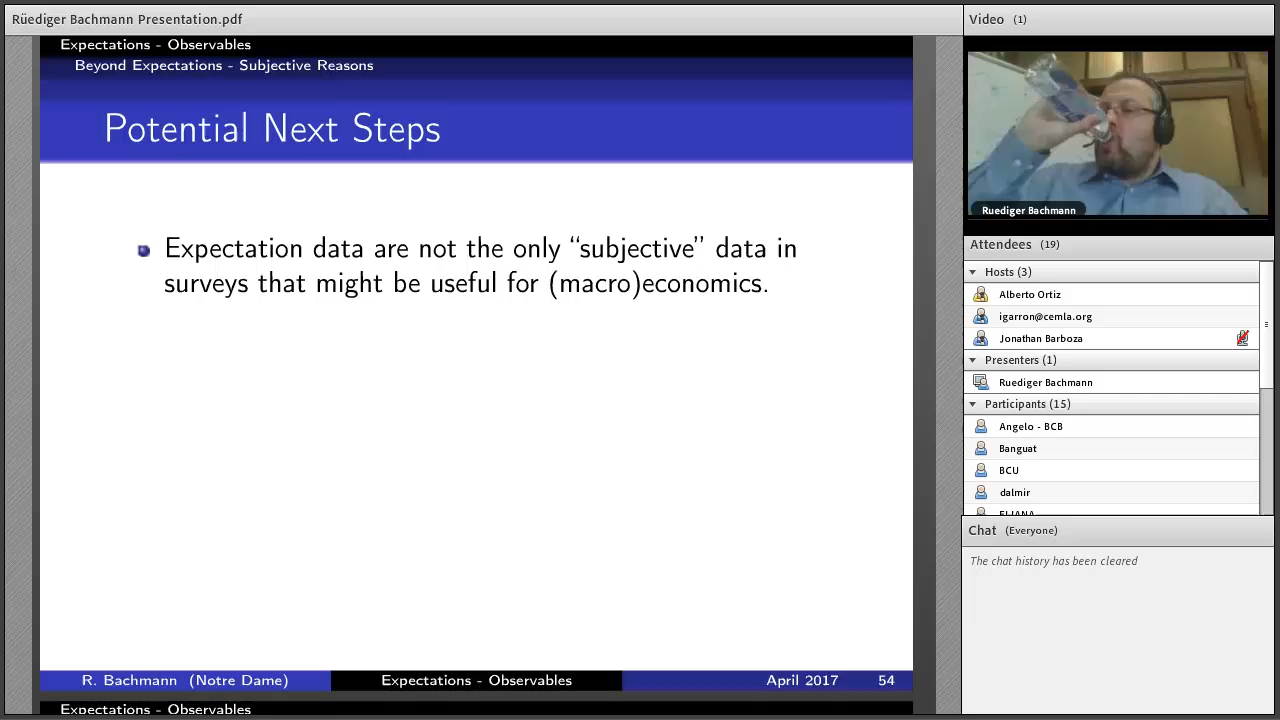 Rüediger Bachmann Presentation.pdf
Expectations - Observables
Beyond Expectations - Subjective Reasons
Potential Next Steps
Expectation data are not the only “subjective” data in
surveys that might be useful for (macro)economics.
R. Bachmann (Notre Dame)
Expectations - Observables
April 2017
54
Expectations - Observables
Video (1)
Ruediger Bachmann
Attendees (19)
Hosts (3)
Alberto Ortiz
igarron@cemla.org
Jonathan Barboza
Presenters (1)
Ruediger Bachmann
Participants (15)
Angelo - BCB
Banguat
BCU
dalmir
Chat (Everyone)
The chat history has been cleared